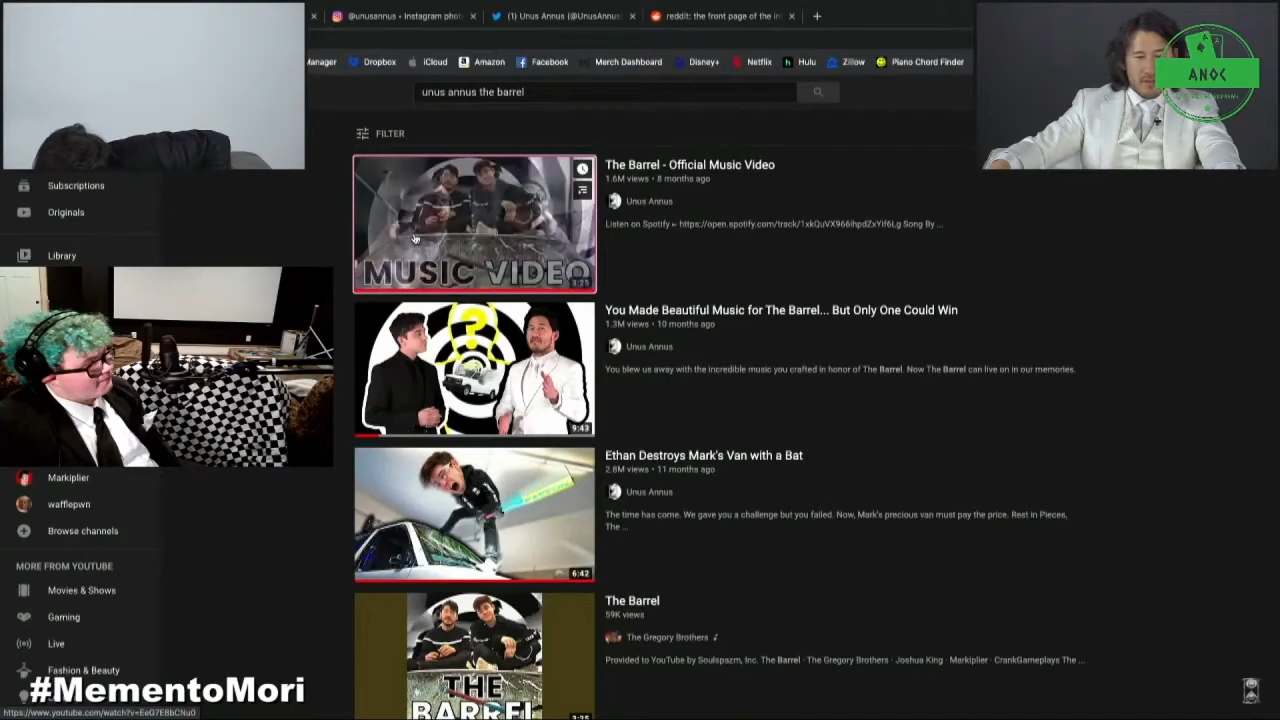 @unusannus • Instagram phot
(1) Unus Annus (@UnusAnnus
reddit: the front page of the in
Manager
Dropbox
iCloud
Amazon
Facebook
Merch Dashboard
Disney+
Netflix
Hulu
Zillow
Piano Chord Finder
ANOC
unus annus the barrel
FILTER
Subscriptions
Originals
Library
Markiplier
wafflepwn
Browse channels
MORE FROM YOUTUBE
Movies & Shows
Gaming
Live
Fashion & Beauty
#MementoMori
MUSIC VIDEO
3:25
The Barrel - Official Music Video
1.6M views • 8 months ago
Unus Annus
Listen on Spotify ► https://open.spotify.com/track/1xkQuVX966ihpdZxYif6Lg Song By ...
9:43
You Made Beautiful Music for The Barrel... But Only One Could Win
1.3M views • 10 months ago
Unus Annus
You blew us away with the incredible music you crafted in honor of The Barrel. Now The Barrel can live on in our memories.
6:42
Ethan Destroys Mark's Van with a Bat
2.8M views • 11 months ago
Unus Annus
The time has come. We gave you a challenge but you failed. Now, Mark's precious van must pay the price. Rest in Pieces,
The ...
THE
BARREL
3:25
The Barrel
59K views
The Gregory Brothers
Provided to YouTube by Soulspazm, Inc. The Barrel · The Gregory Brothers · Joshua King · Markiplier · CrankGameplays The ...
https://www.youtube.com/watch?v=EeG7E8bCNu0